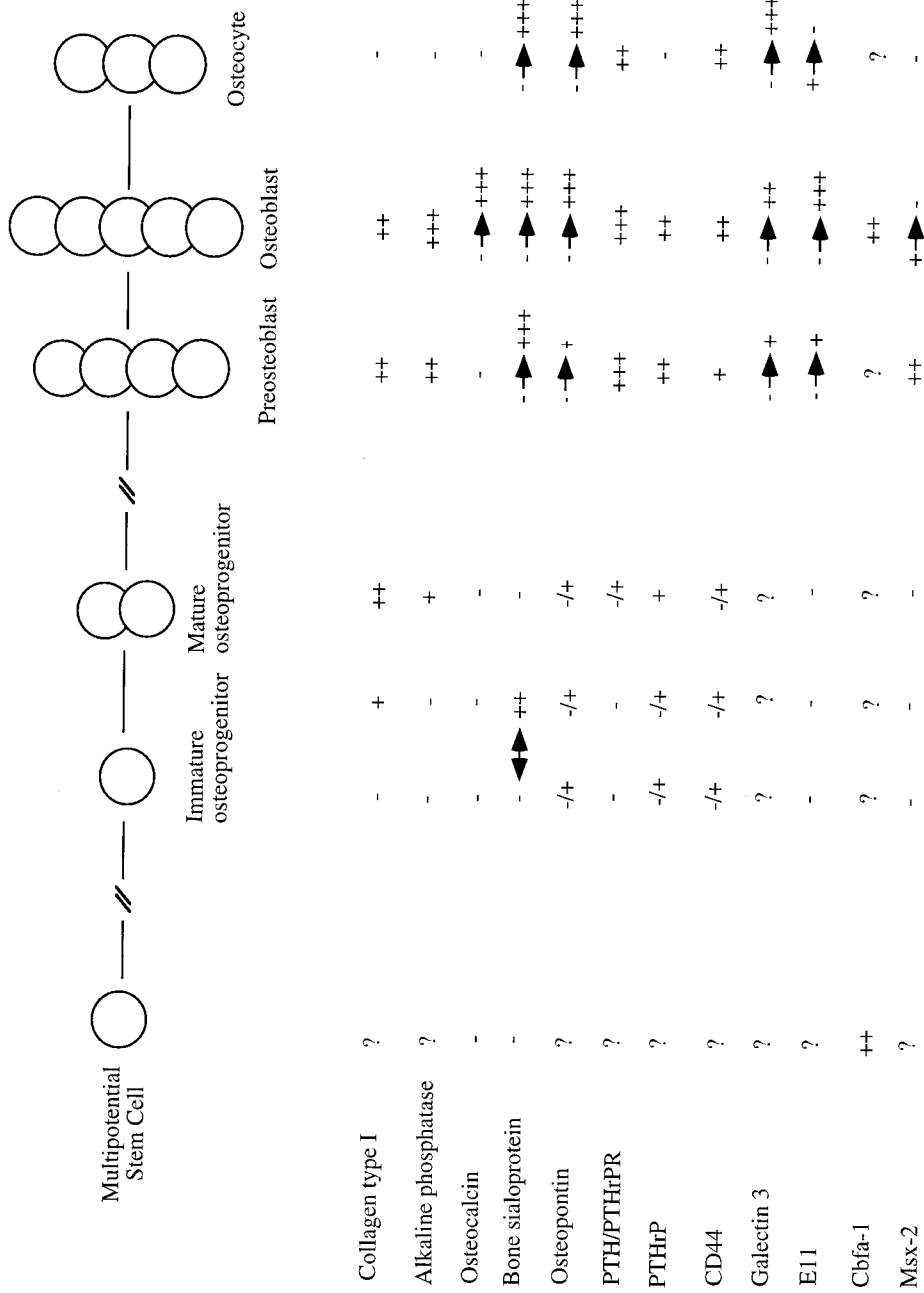 Multipotential
Stem Cell
Immature
osteoprogenitor
Mature
osteoprogenitor
Preosteoblast
Osteoblast
Osteocyte
Collagen type I ? - + ++ ++ ++ -
Alkaline phosphatase ? - - + ++ +++ -
Osteocalcin - - - - - - → +++ -
Bone sialoprotein - - ↔ ++ - - → +++ - → +++ - → +++
Osteopontin ? -/+ -/+ -/+ - → + - → +++ - → +++
PTH/PTHrPR ? - - -/+ +++ +++ ++
PTHrP ? -/+ -/+ + ++ ++ -
CD44 ? -/+ -/+ -/+ + ++ ++
Galectin 3 ? ? ? ? - → + - → ++ - → +++
E11 ? - - - - → + - → +++ + → -
Cbfa-1 ++ ? ? ? ? ++ ?
Msx-2 ? - - - ++ + → - -